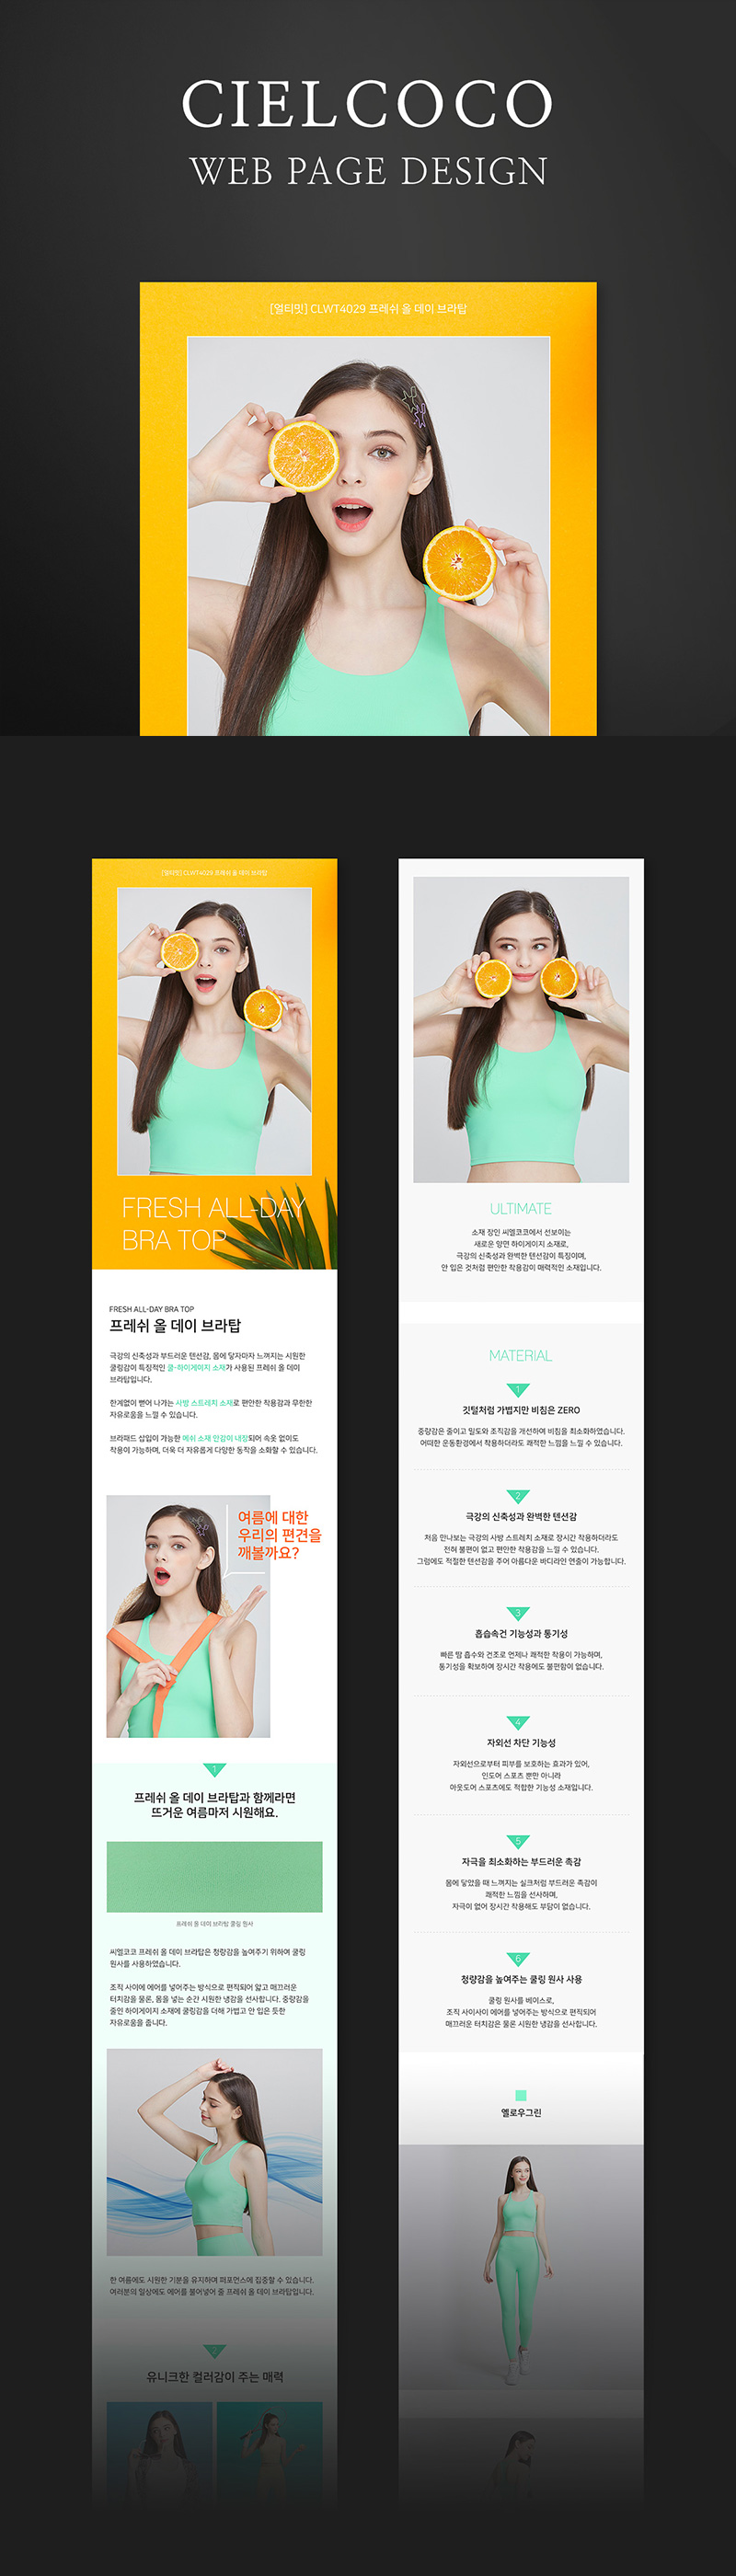 CIELCOCO
WEB PAGE DESIGN
[얼티밋] CLWT4029 프레쉬 올 데이 브라탑
[얼티밋] CLWT4029 프레쉬 올 데이 브라탑
FRESH ALL-DAY
BRA TOP
FRESH ALL-DAY BRA TOP
프레쉬 올 데이 브라탑
극강의 신축성과 부드러운 텐션감, 몸에 닿자마자 느껴지는 시원한
쿨링감이 특징적인 쿨-하이게이지 소재가 사용된 프레쉬 올 데이
브라탑입니다.
한계없이 뻗어 나가는 사방 스트레치 소재로 편안한 착용감과 무한한
자유로움을 느낄 수 있습니다.
브라패드 삽입이 가능한 메쉬 소재 안감이 내장되어 속옷 없이도
착용이 가능하며, 더욱 더 자유롭게 다양한 동작을 소화할 수 있습니다.
여름에 대한
우리의 편견을
깨볼까요?
1
프레쉬 올 데이 브라탑과 함께라면
뜨거운 여름마저 시원해요.
프레쉬 올 데이 브라탑 쿨링 원사
씨엘코코 프레쉬 올 데이 브라탑은 청량감을 높여주기 위하여 쿨링
원사를 사용하였습니다.
조직 사이에 에어를 넣어주는 방식으로 편직되어 얇고 매끄러운
터치감을 물론, 몸을 넣는 순간 시원한 냉감을 선사합니다. 중량감을
줄인 하이게이지 소재에 쿨링감을 더해 가볍고 안 입은 듯한
자유로움을 줍니다.
한 여름에도 시원한 기분을 유지하며 퍼포먼스에 집중할 수 있습니다.
여러분의 일상에도 에어를 불어넣어 줄 프레쉬 올 데이 브라탑입니다.
2
유니크한 컬러감이 주는 매력
ULTIMATE
소재 장인 씨엘코코에서 선보이는
새로운 양면 하이게이지 소재로,
극강의 신축성과 완벽한 텐션감이 특징이며,
안 입은 것처럼 편안한 착용감이 매력적인 소재입니다.
MATERIAL
1
깃털처럼 가볍지만 비침은 ZERO
중량감은 줄이고 밀도와 조직감을 개선하여 비침을 최소화하였습니다.
어떠한 운동환경에서 착용하더라도 쾌적한 느낌을 느낄 수 있습니다.
2
극강의 신축성과 완벽한 텐션감
처음 만나보는 극강의 사방 스트레치 소재로 장시간 착용하더라도
전혀 불편이 없고 편안한 착용감을 느낄 수 있습니다.
그럼에도 적절한 텐션감을 주어 아름다운 바디라인 연출이 가능합니다.
3
흡습속건 기능성과 통기성
빠른 땀 흡수와 건조로 언제나 쾌적한 착용이 가능하며,
통기성을 확보하여 장시간 착용에도 불편함이 없습니다.
4
자외선 차단 기능성
자외선으로부터 피부를 보호하는 효과가 있어,
인도어 스포츠 뿐만 아니라
아웃도어 스포츠에도 적합한 기능성 소재입니다.
5
자극을 최소화하는 부드러운 촉감
몸에 닿았을 때 느껴지는 실크처럼 부드러운 촉감이
쾌적한 느낌을 선사하며,
자극이 없어 장시간 착용해도 부담이 없습니다.
6
청량감을 높여주는 쿨링 원사 사용
쿨링 원사를 베이스로,
조직 사이사이 에어를 넣어주는 방식으로 편직되어
매끄러운 터치감은 물론 시원한 냉감을 선사합니다.
옐로우그린